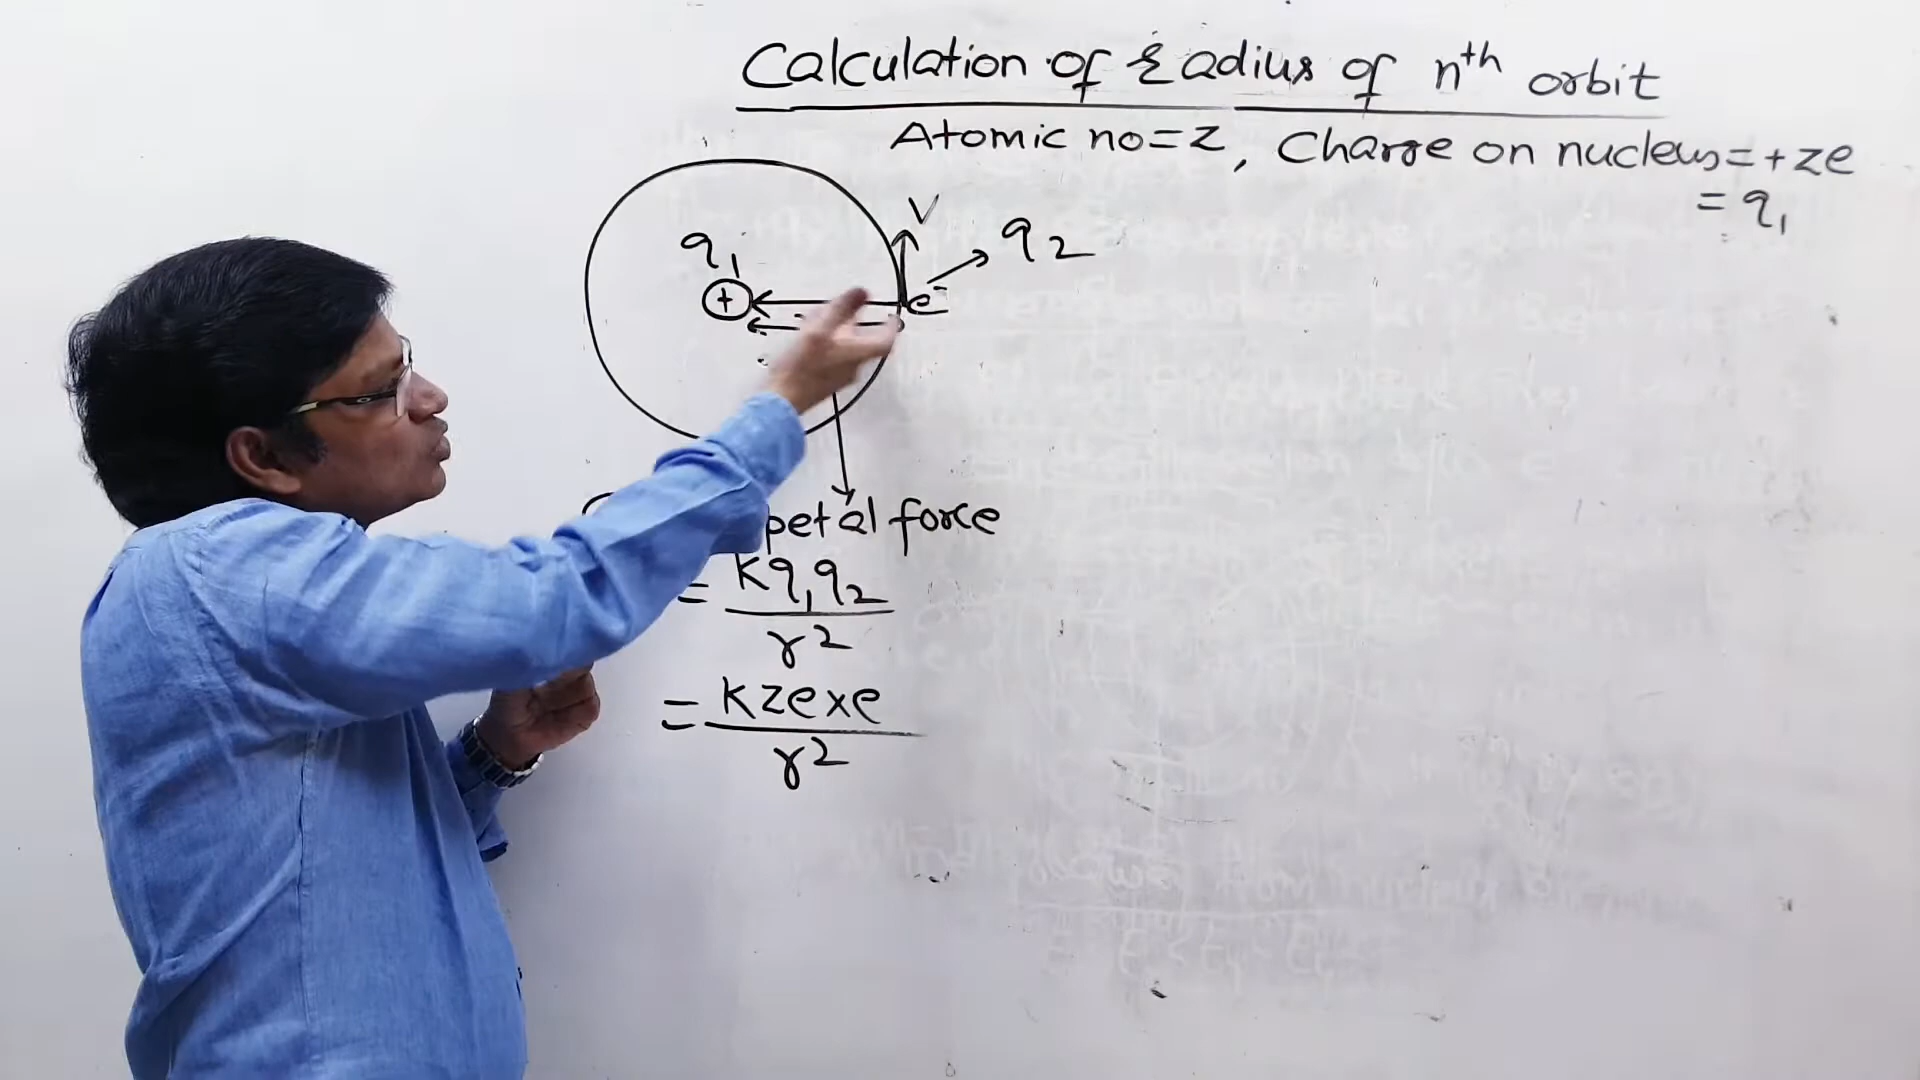 Calculation of radius of nth orbit
Atomic no=Z, Charge on nucleus=+ze
= q₁
V
q₁
q₂
+
e⁻
petal force
= kq₁q₂
r²
= kze×e
r²